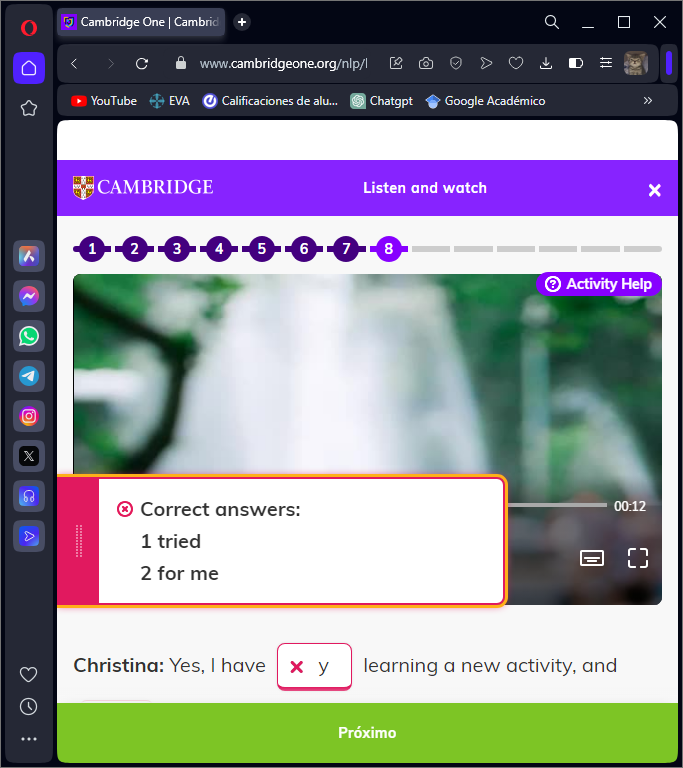 Cambridge One | Cambrid
www.cambridgeone.org/nlp/l
YouTube EVA Calificaciones de alu... Chatgpt Google Académico
CAMBRIDGE
Listen and watch
1 2 3 4 5 6 7 8
Activity Help
Correct answers:
1 tried
2 for me
00:12
Christina: Yes, I have y learning a new activity, and
Próximo